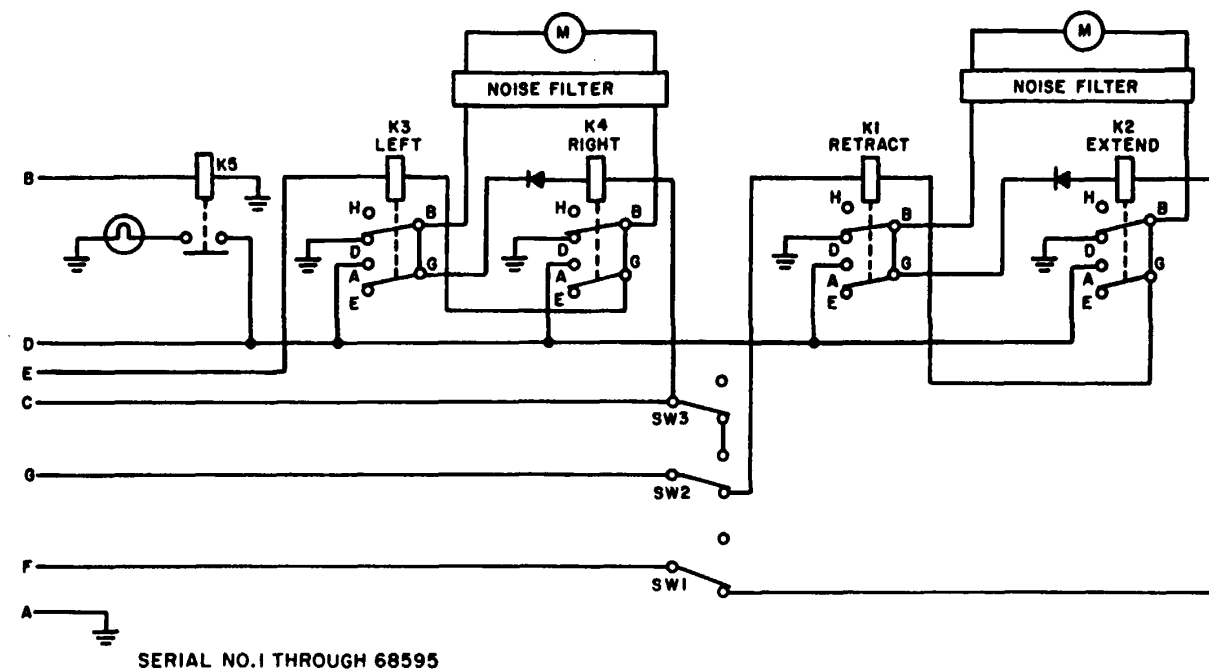 M
M
NOISE FILTER
NOISE FILTER
K3
LEFT
K4
RIGHT
K1
RETRACT
K2
EXTEND
B
K5
H
B
D
A
G
E
H
B
D
A
G
E
H
B
D
A
G
E
H
B
D
A
G
E
D
E
C
SW3
G
SW2
F
SW1
A
SERIAL NO.1 THROUGH 68595